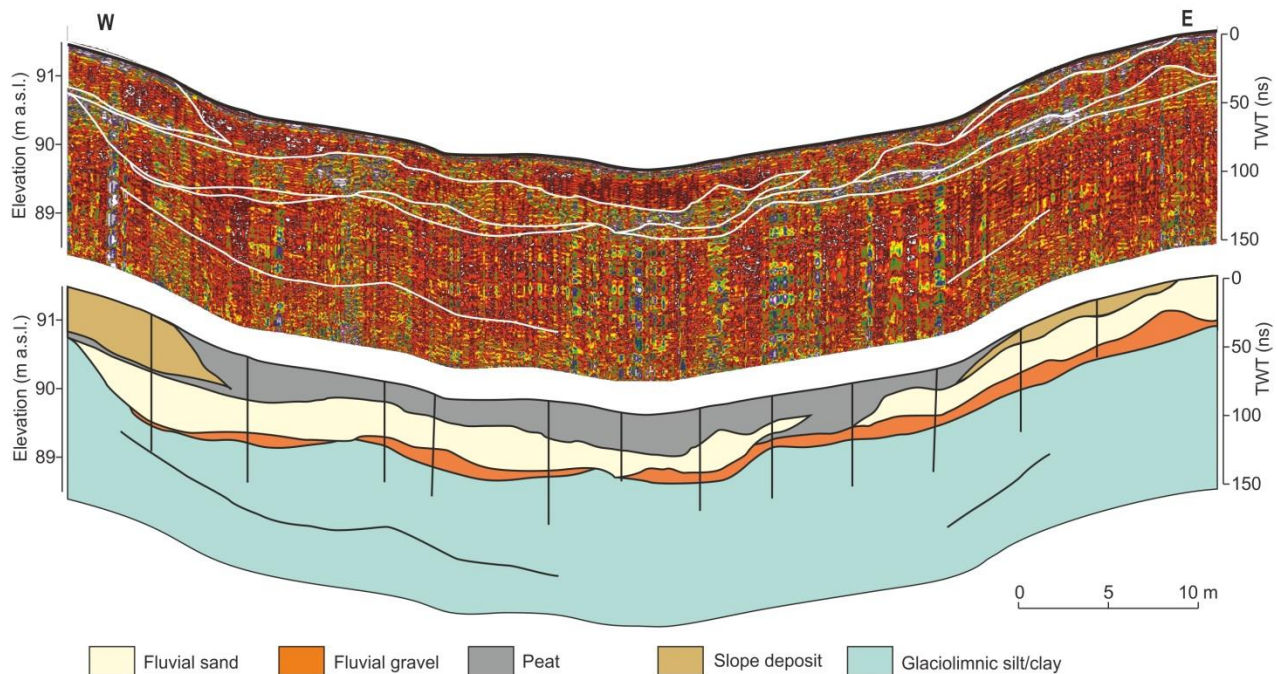 W
E
Elevation (m a.s.l.)
91
90
89
0
50
100
150
TWT (ns)
Elevation (m a.s.l.)
91
90
89
0
50
100
150
TWT (ns)
0 5 10 m
Fluvial sand
Fluvial gravel
Peat
Slope deposit
Glaciolimnic silt/clay